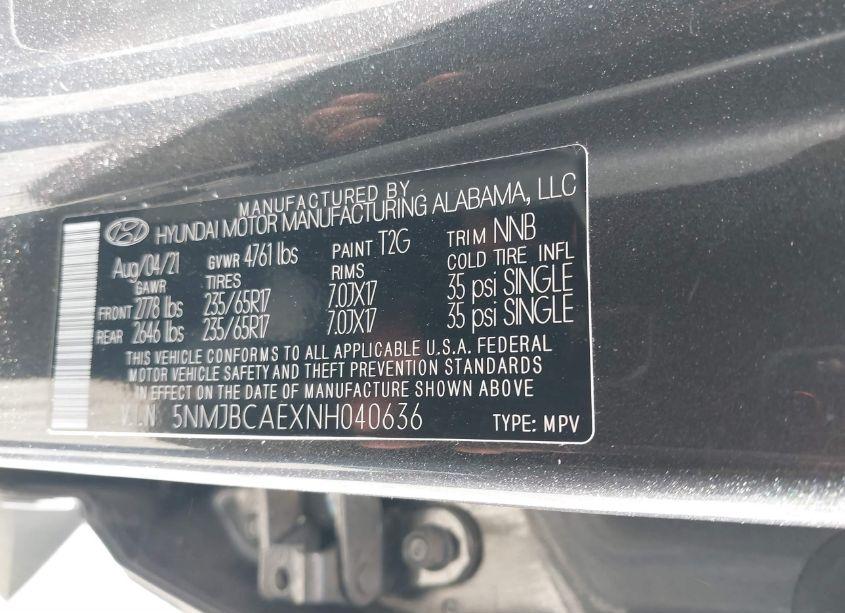 MANUFACTURED BY
HYUNDAI MOTOR MANUFACTURING ALABAMA, LLC
Aug/04/21 GVWR 4761 lbs PAINT T2G TRIM NNB
GAWR TIRES RIMS COLD TIRE INFL
FRONT 2778 lbs 235/65R17 7.0JX17 35 psi SINGLE
REAR 2646 lbs 235/65R17 7.0JX17 35 psi SINGLE
THIS VEHICLE CONFORMS TO ALL APPLICABLE U.S.A. FEDERAL
MOTOR VEHICLE SAFETY AND THEFT PREVENTION STANDARDS
IN EFFECT ON THE DATE OF MANUFACTURE SHOWN ABOVE
V.I.N 5NMJBCAEXNH040636 TYPE: MPV